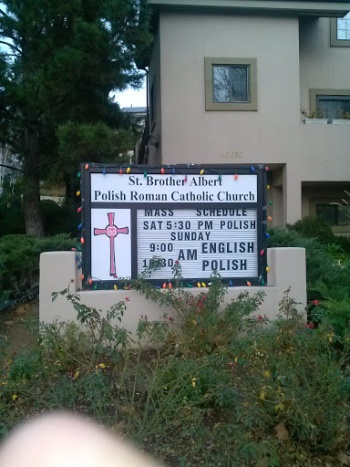 St. Brother Albert
Polish Roman Catholic Church
MASS SCHEDULE
SAT 5:30 PM POLISH
SUNDAY
9:00 AM ENGLISH
10:30 POLISH